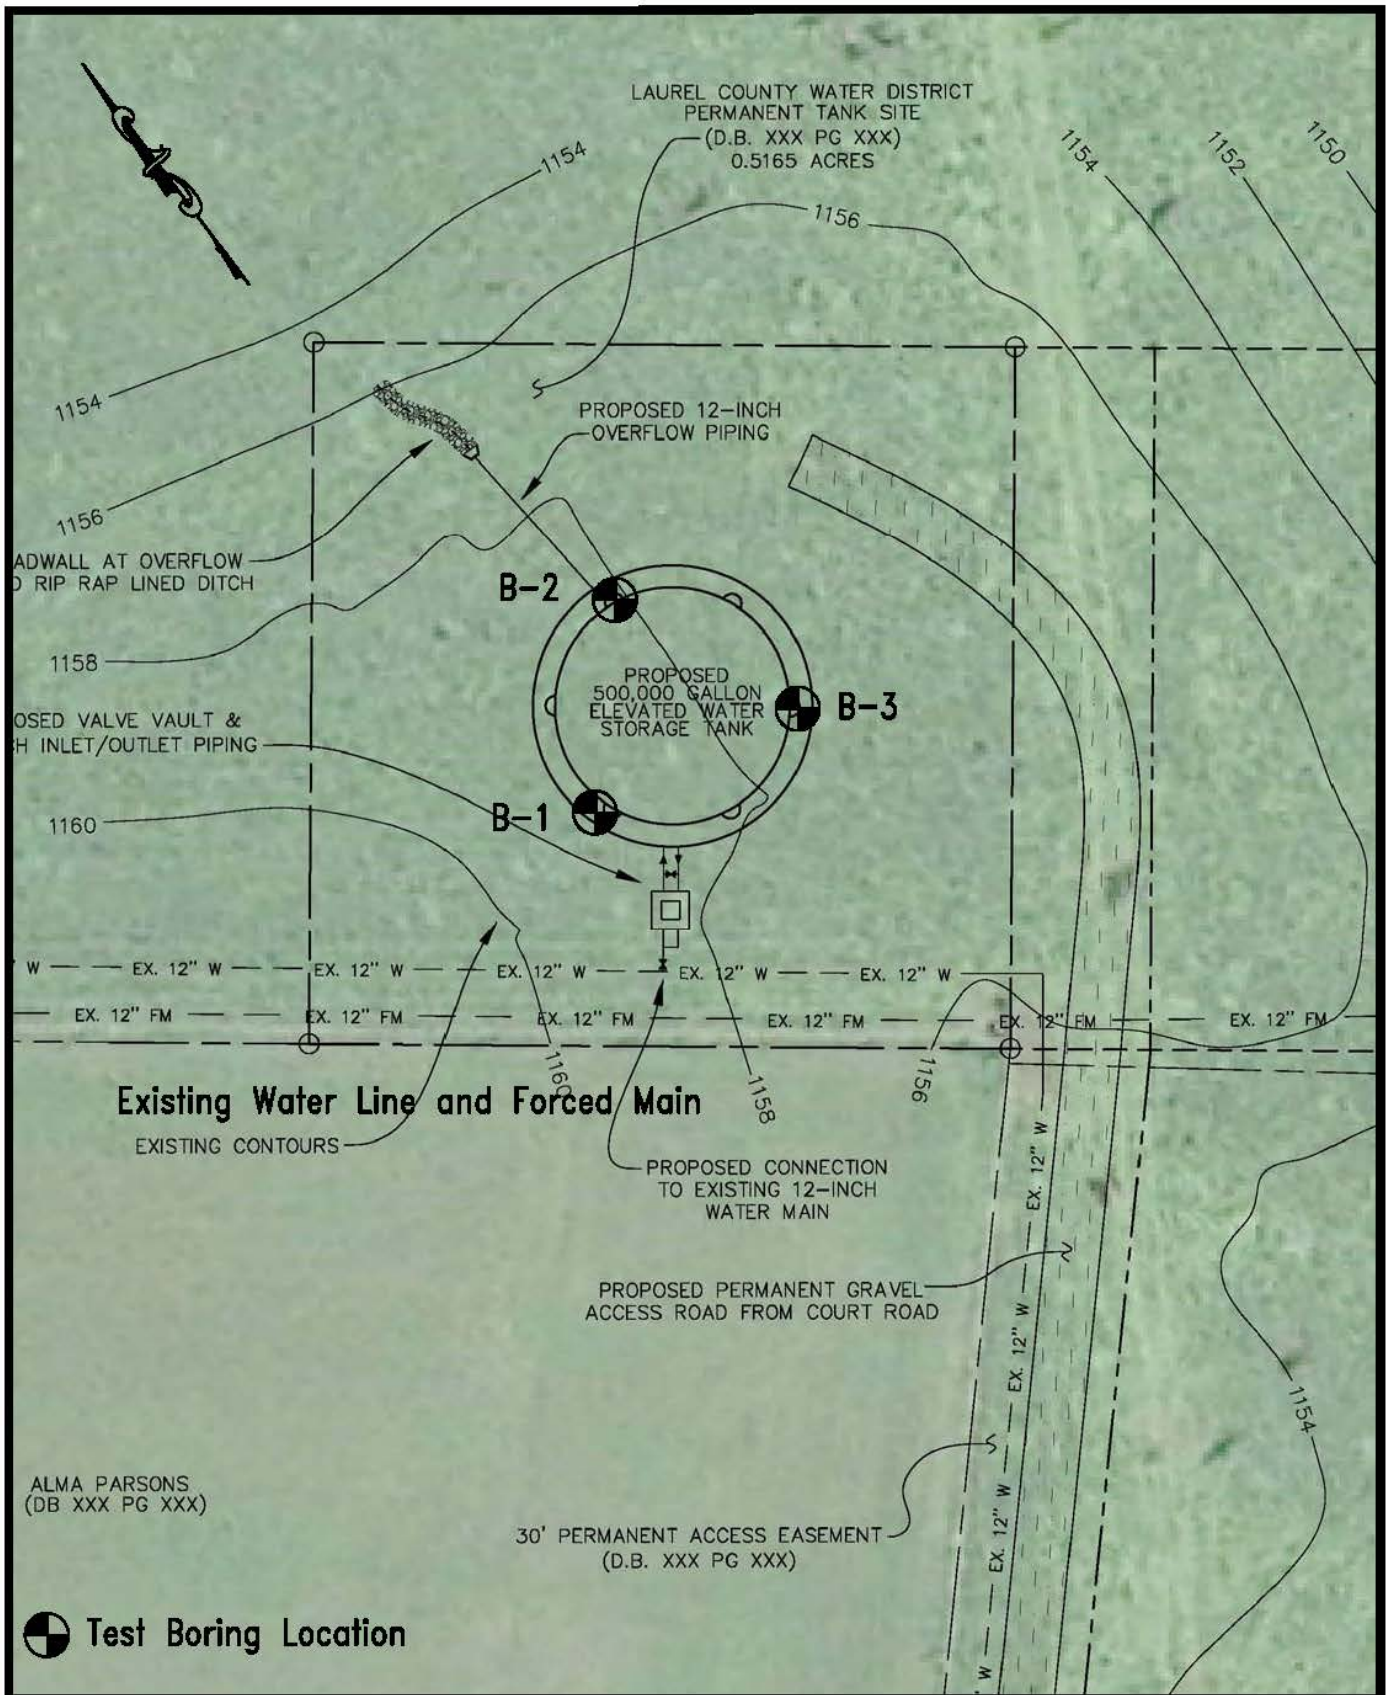 LAUREL COUNTY WATER DISTRICT
PERMANENT TANK SITE
(D.B. XXX PG XXX)
0.5165 ACRES
1154
1154
1152
1150
1156
1154
PROPOSED 12-INCH
OVERFLOW PIPING
1156
ADWALL AT OVERFLOW
D RIP RAP LINED DITCH
B-2
1158
PROPOSED
500,000 GALLON
ELEVATED WATER
STORAGE TANK
B-3
OSED VALVE VAULT &
H INLET/OUTLET PIPING
B-1
1160
" W EX. 12" W EX. 12" W EX. 12" W EX. 12" W EX. 12" W
EX. 12" FM EX. 12" FM EX. 12" FM EX. 12" FM EX. 12" FM EX. 12" FM
1160
1158
1156
Existing Water Line and Forced Main
EXISTING CONTOURS
PROPOSED CONNECTION
TO EXISTING 12-INCH
WATER MAIN
EX. 12" W
PROPOSED PERMANENT GRAVEL
ACCESS ROAD FROM COURT ROAD
EX. 12" W
1154
ALMA PARSONS
(DB XXX PG XXX)
30' PERMANENT ACCESS EASEMENT
(D.B. XXX PG XXX)
EX. 12" W
" W
Test Boring Location